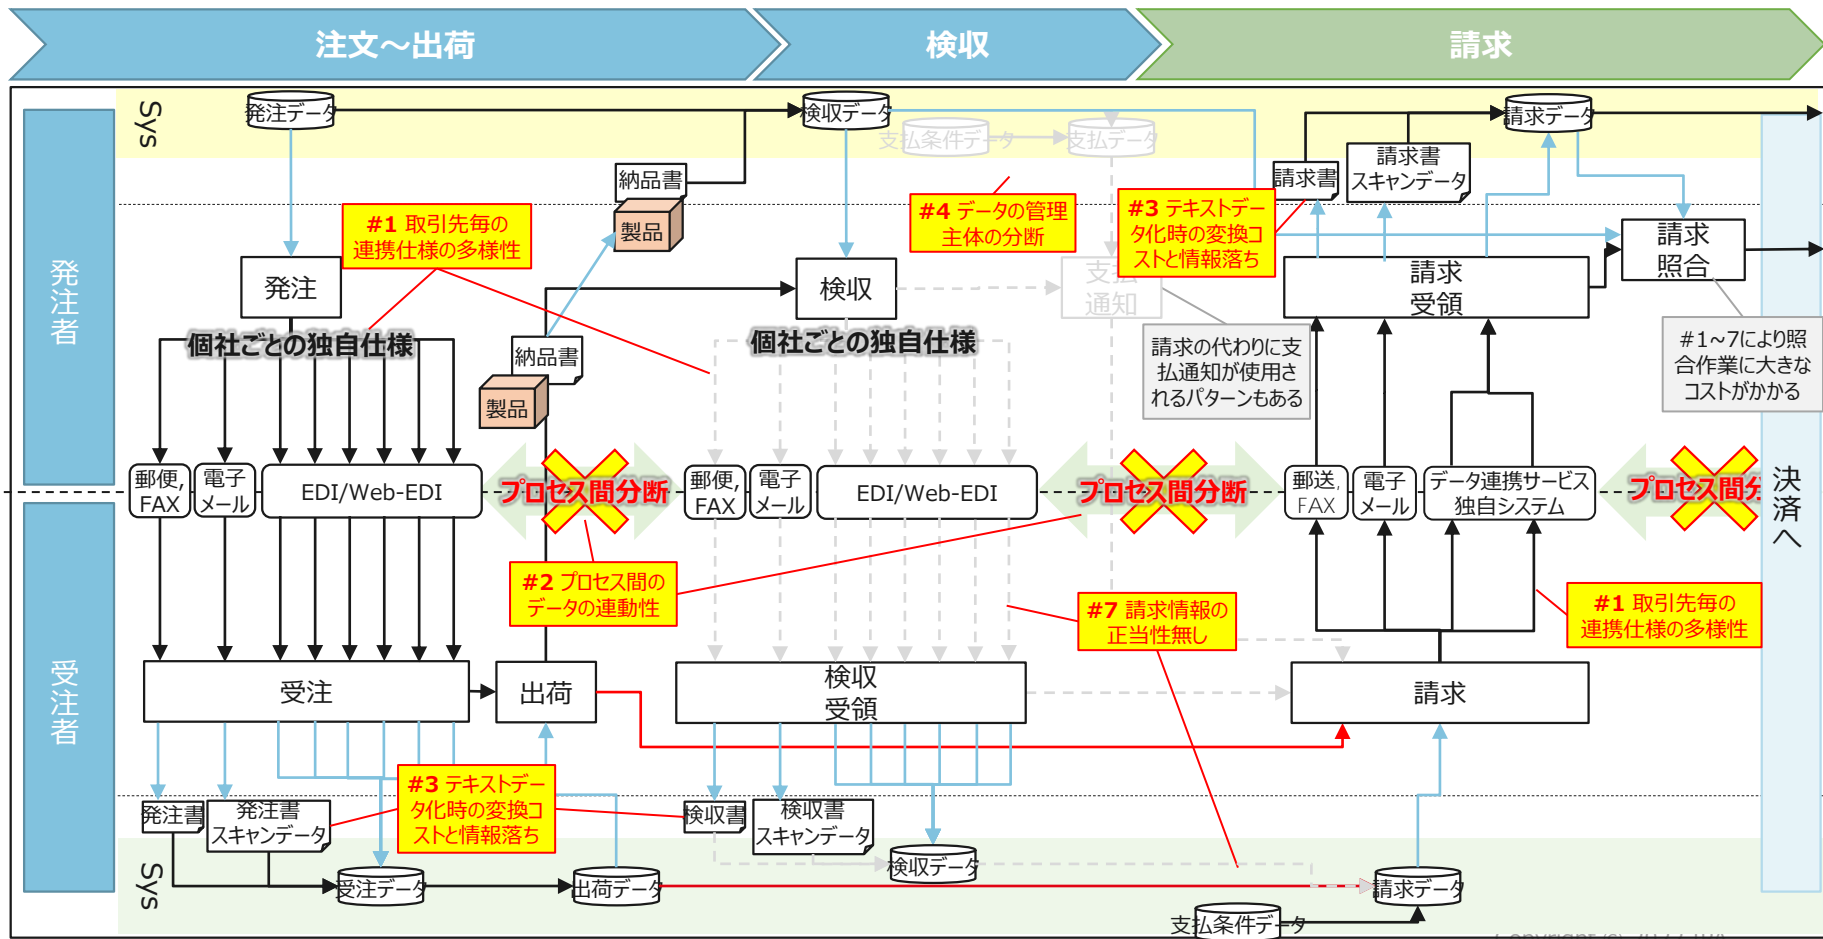 注文～出荷
検収
請求
発注者
Sys
発注データ
検収データ
支払条件データ
支払データ
請求データ
納品書
製品
請求書
請求書
スキャンデータ
#1 取引先毎の
連携仕様の多様性
#4 データの管理
主体の分断
#3 テキストデー
タ化時の変換コ
ストと情報落ち
発注
検収
支払
通知
請求
受領
請求
照合
個社ごとの独自仕様
個社ごとの独自仕様
納品書
製品
請求の代わりに支
払通知が使用さ
れるパターンもある
#1~7により照
合作業に大きな
コストがかかる
郵便,
FAX
電子
メール
EDI/Web-EDI
プロセス間分断
郵便,
FAX
電子
メール
EDI/Web-EDI
プロセス間分断
郵送,
FAX
電子
メール
データ連携サービス
独自システム
プロセス間分
決済へ
受注者
#2 プロセス間の
データの連動性
#7 請求情報の
正当性無し
#1 取引先毎の
連携仕様の多様性
受注
出荷
検収
受領
請求
#3 テキストデー
タ化時の変換コ
ストと情報落ち
発注書
発注書
スキャンデータ
検収書
検収書
スキャンデータ
Sys
受注データ
出荷データ
検収データ
請求データ
支払条件データ